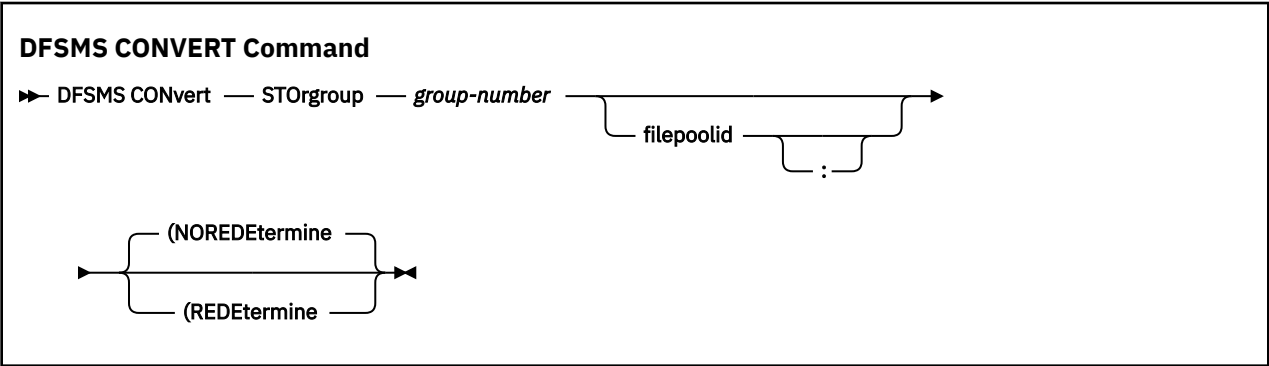 DFSMS CONVERT Command
DFSMS CONvert STOrgroup group-number
filepoolid
:
(NOREDEtermine
(REDEtermine